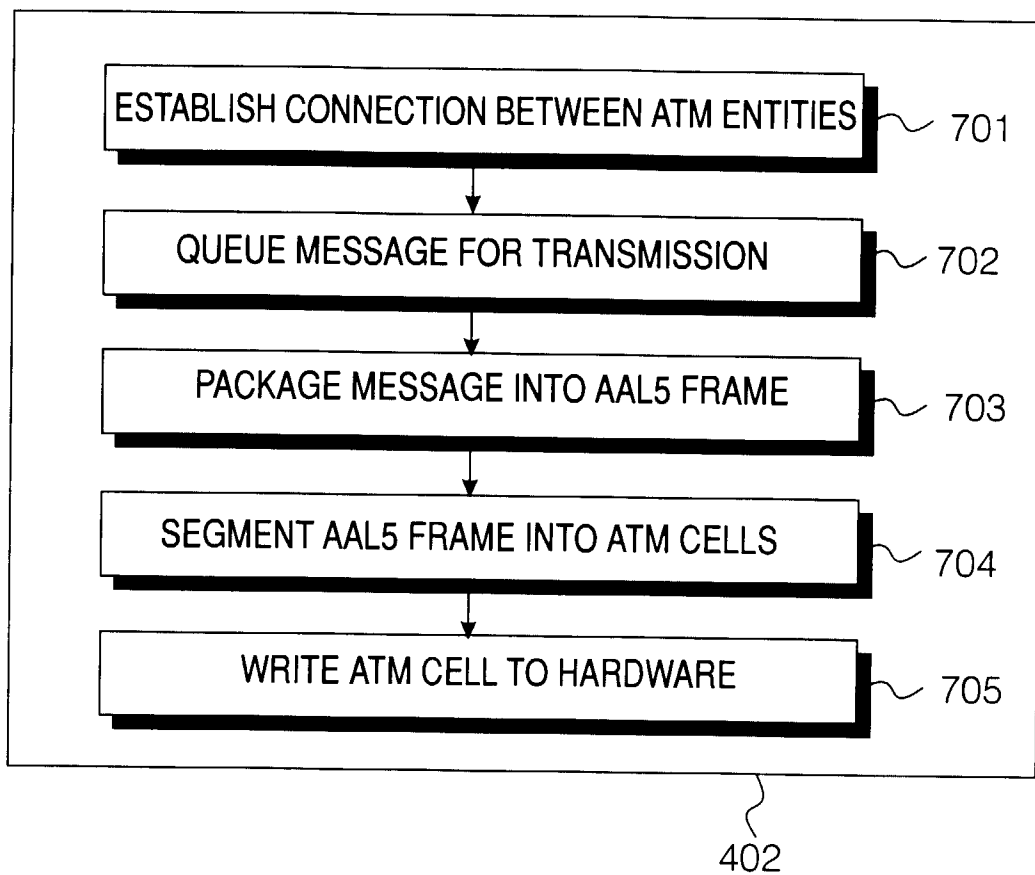 ESTABLISH CONNECTION BETWEEN ATM ENTITIES
701
QUEUE MESSAGE FOR TRANSMISSION
702
PACKAGE MESSAGE INTO AAL5 FRAME
703
SEGMENT AAL5 FRAME INTO ATM CELLS
704
WRITE ATM CELL TO HARDWARE
705
402